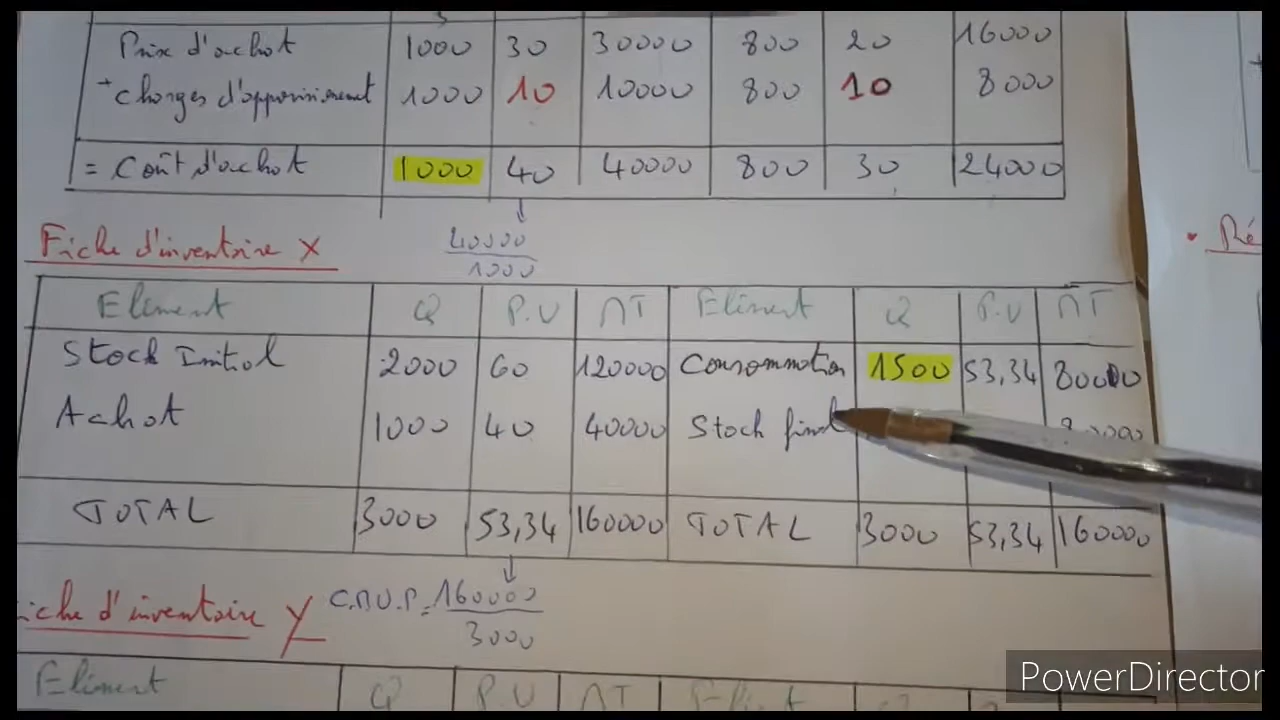 Prix d'achat 1000 30 30000 800 20 16000
+ charges d'approvisionnement 1000 10 10000 800 10 8000
= Coût d'achat 1000 40 40000 800 30 24000
Fiche d'inventaire X
40000
1000
Element Q P.U MT Element Q P.U MT
Stock Initial 2000 60 120000 Consommation 1500 53,34 80000
Achat 1000 40 40000 Stock final
TOTAL 3000 53,34 160000 TOTAL 3000 53,34 160000
C.M.U.P = 160000
3000
Fiche d'inventaire Y
Element Q P.U MT
• Ré
PowerDirector